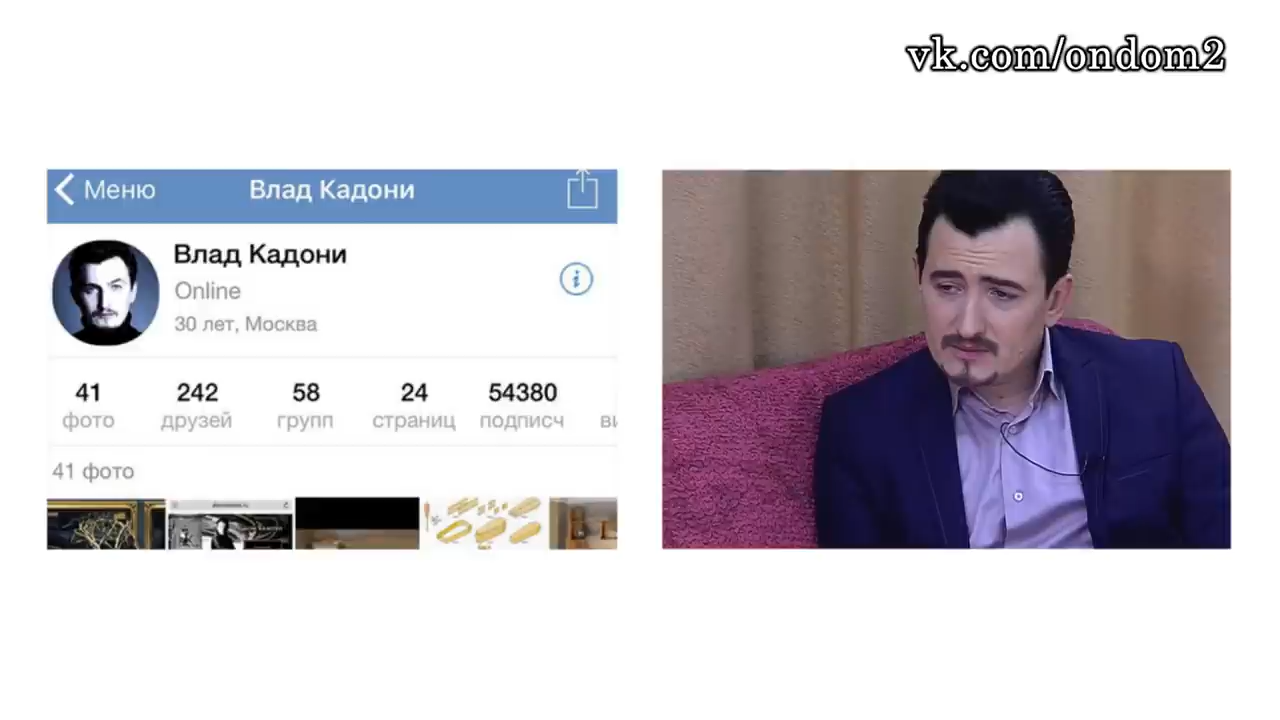 vk.com/ondom2
Меню
Влад Кадони
Влад Кадони
Online
30 лет, Москва
41
242
58
24
54380
фото
друзей
групп
страниц
подписч
ви
41 фото